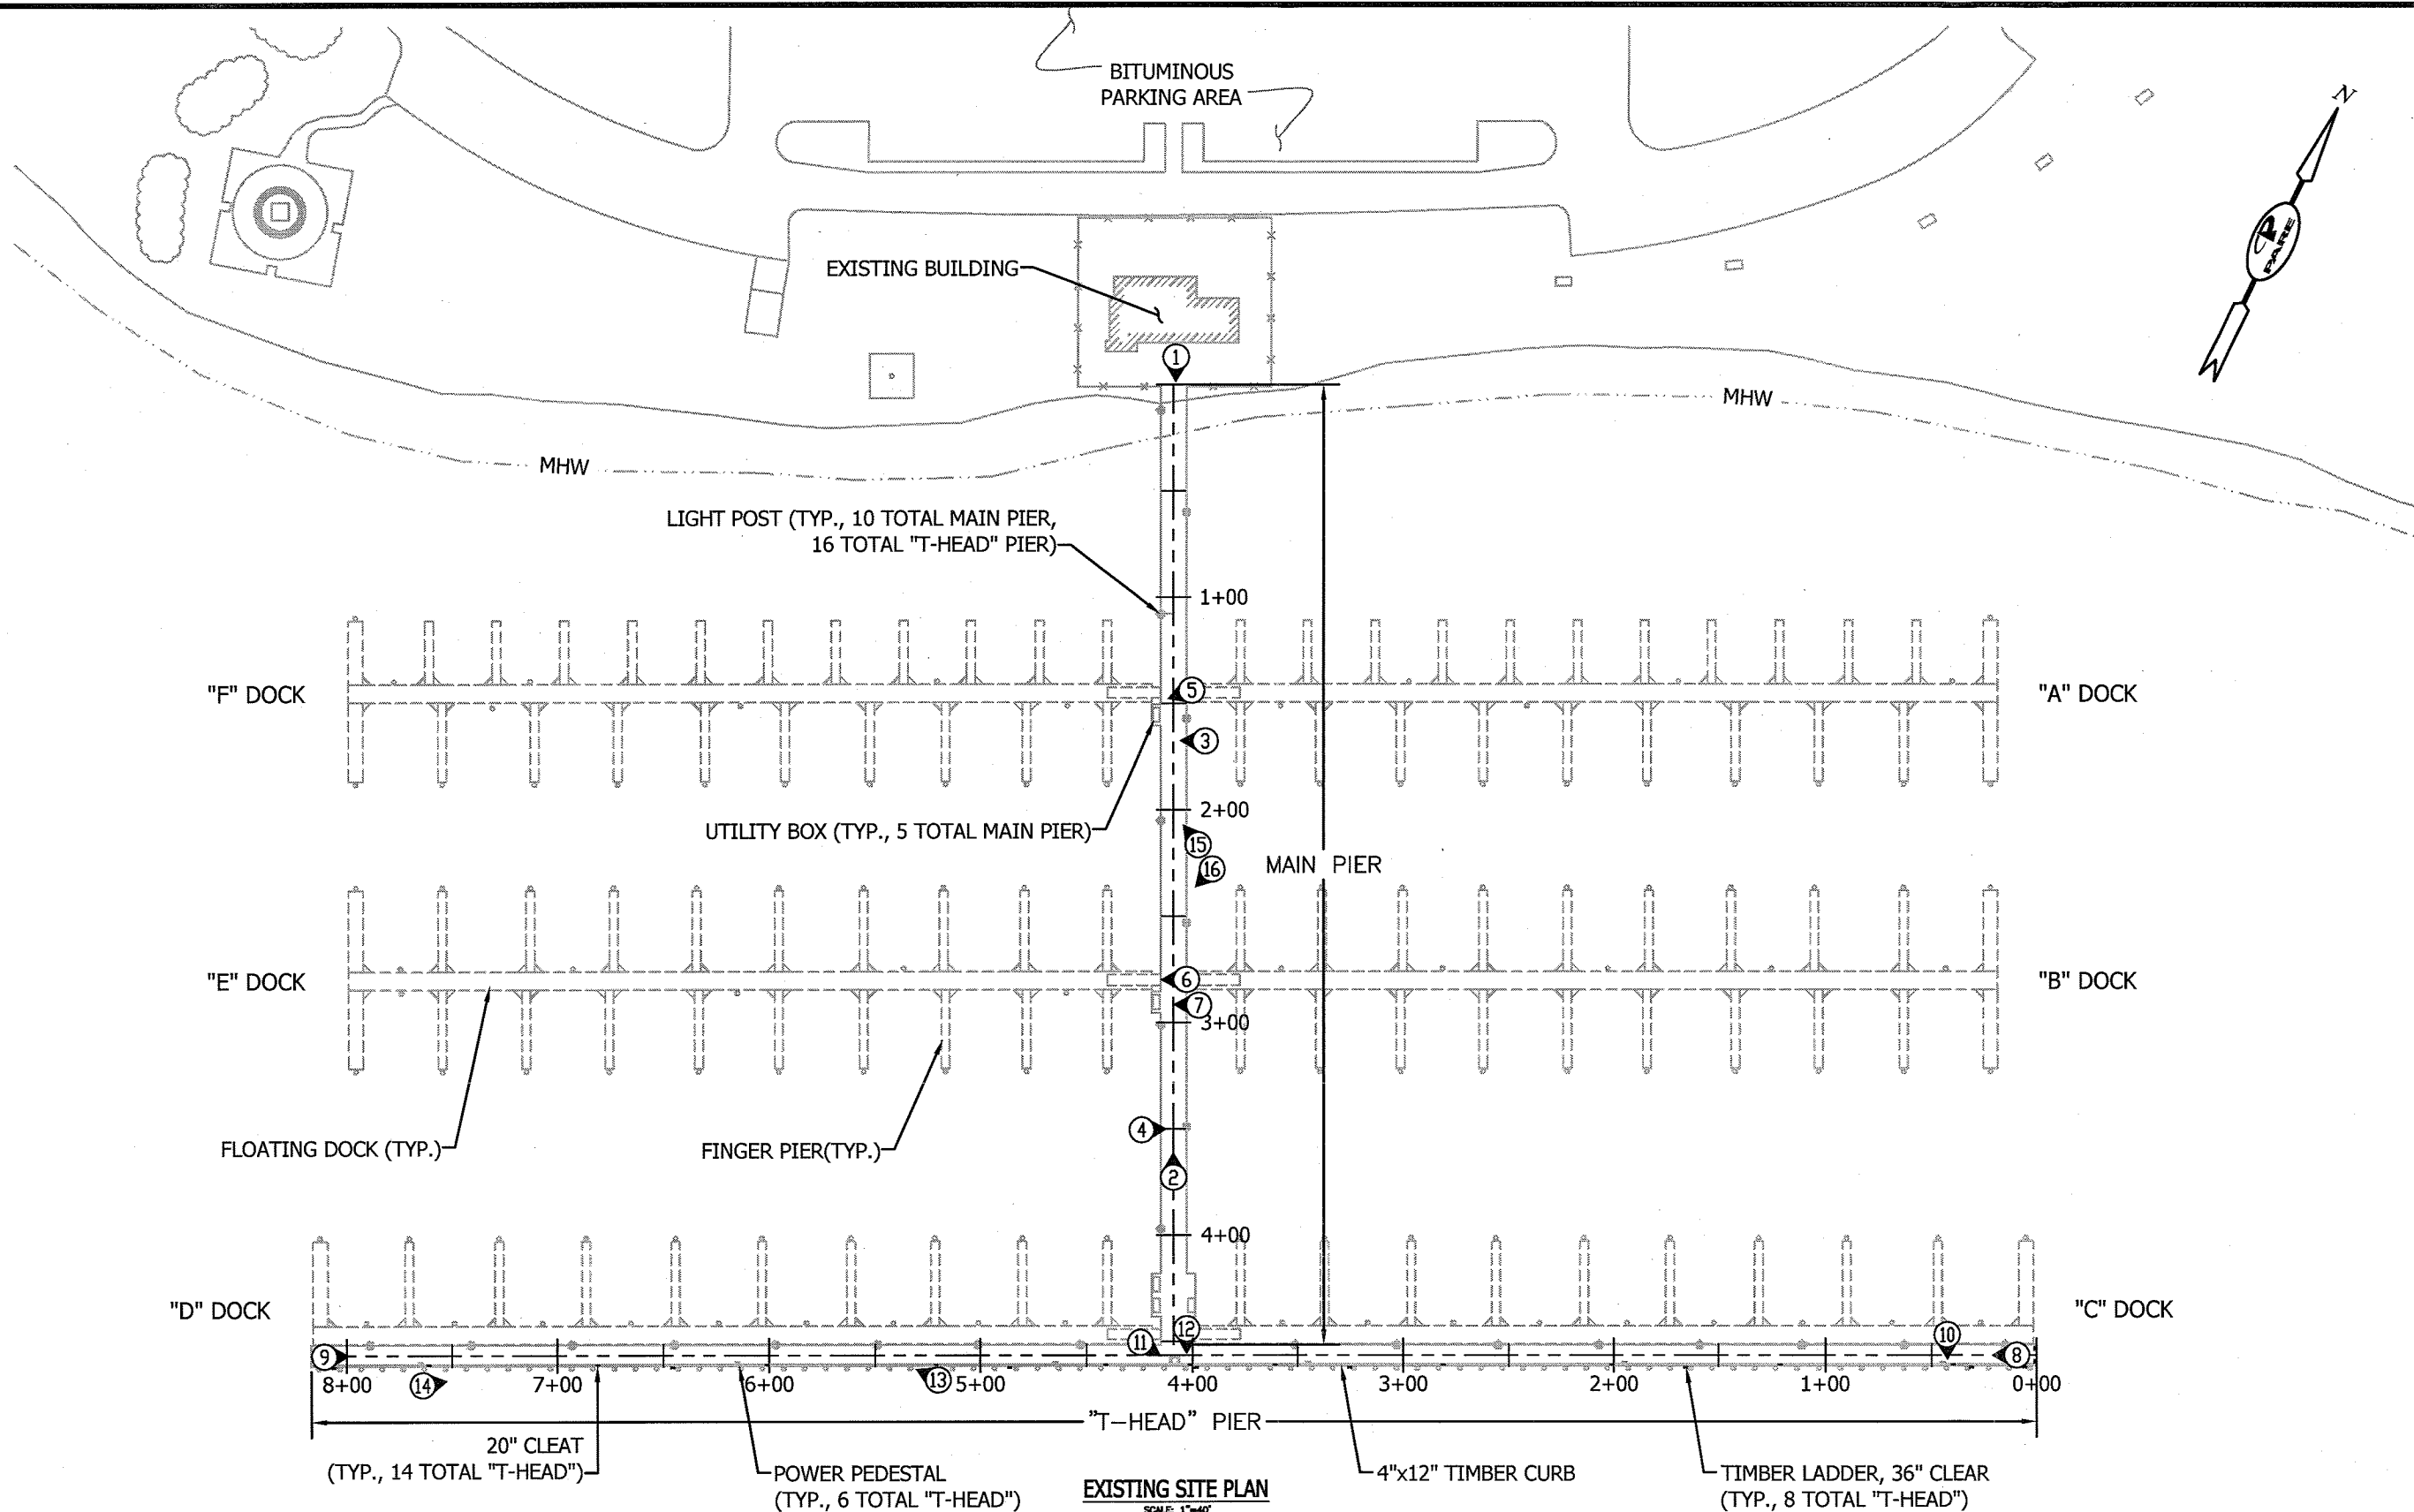 BITUMINOUS
PARKING AREA
N
PARE
EXISTING BUILDING
1
MHW
MHW
LIGHT POST (TYP., 10 TOTAL MAIN PIER,
16 TOTAL "T-HEAD" PIER)
1+00
"F" DOCK
5
"A" DOCK
3
2+00
UTILITY BOX (TYP., 5 TOTAL MAIN PIER)
15
MAIN PIER
16
"E" DOCK
6
"B" DOCK
7
3+00
4
FLOATING DOCK (TYP.)
FINGER PIER(TYP.)
2
4+00
"D" DOCK
"C" DOCK
12
11
10
9
8
14
13
8+00
7+00
6+00
5+00
4+00
3+00
2+00
1+00
0+00
"T-HEAD" PIER
20" CLEAT
(TYP., 14 TOTAL "T-HEAD")
POWER PEDESTAL
(TYP., 6 TOTAL "T-HEAD")
4"x12" TIMBER CURB
TIMBER LADDER, 36" CLEAR
(TYP., 8 TOTAL "T-HEAD")
EXISTING SITE PLAN
SCALE: 1"=40'